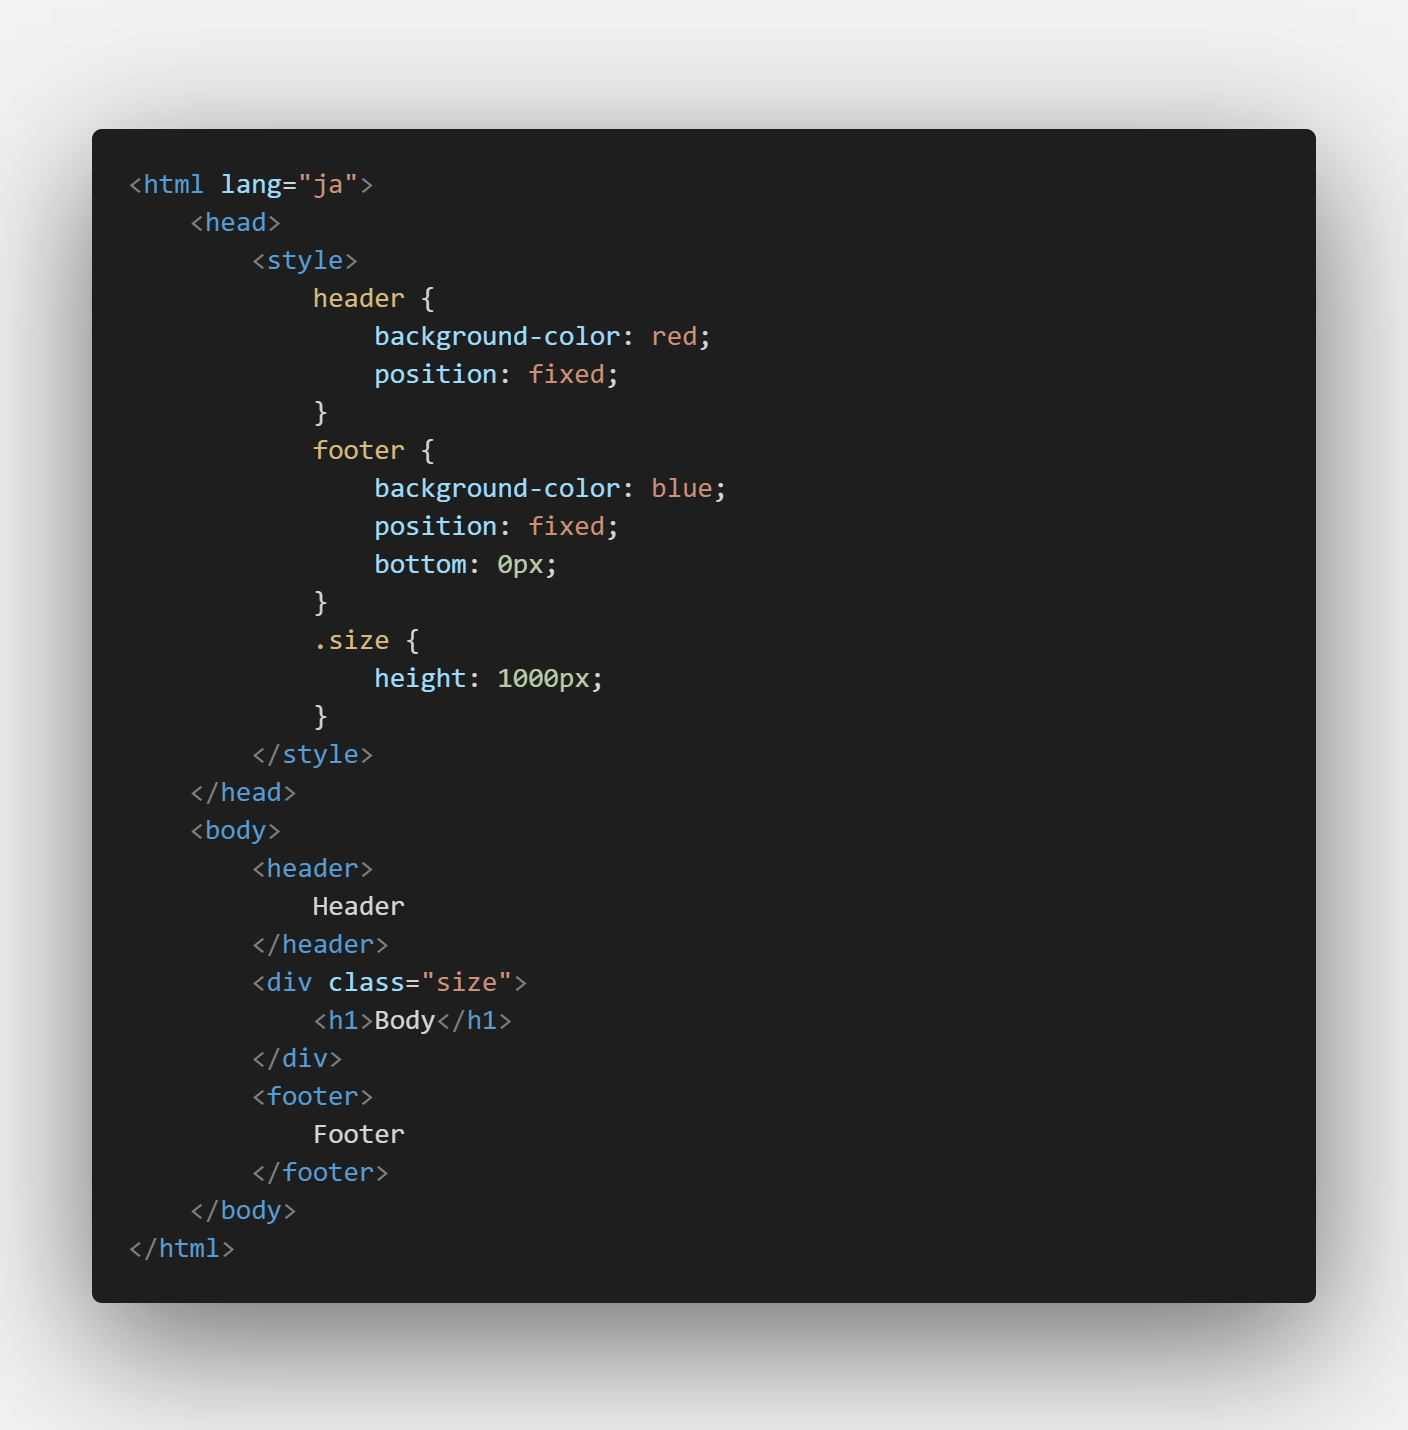 <html lang="ja">
    <head>
        <style>
            header {
                background-color: red;
                position: fixed;
            }
            footer {
                background-color: blue;
                position: fixed;
                bottom: 0px;
            }
            .size {
                height: 1000px;
            }
        </style>
    </head>
    <body>
        <header>
            Header
        </header>
        <div class="size">
            <h1>Body</h1>
        </div>
        <footer>
            Footer
        </footer>
    </body>
</html>